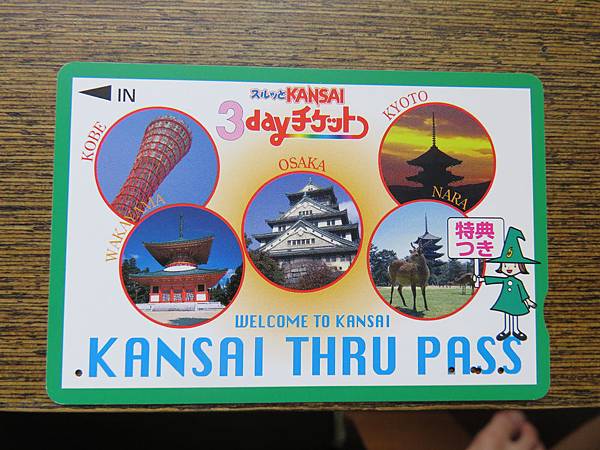 IN
スルッとKANSAI
3dayチケット
KOBE
KYOTO
OSAKA
WAKAYAMA
NARA
特典
つき
WELCOME TO KANSAI
KANSAI THRU PASS